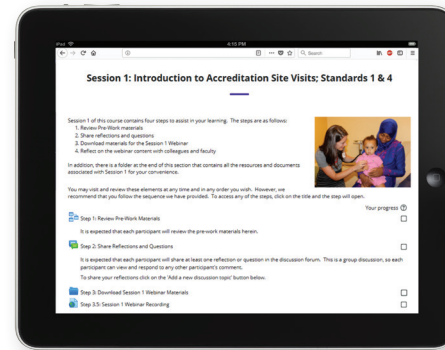 iPad
4:15 PM
Search
Session 1: Introduction to Accreditation Site Visits; Standards 1 & 4
Session 1 of this course contains four steps to assist in your learning. The steps are as follows:
1. Review Pre-Work materials
2. Share reflections and questions
3. Download materials for the Session 1 Webinar
4. Reflect on the webinar content with colleagues and faculty
In addition, there is a folder at the end of this section that contains all the resources and documents
associated with Session 1 for your convenience.
You may visit and review these elements at any time and in any order you wish. However, we
recommend that you follow the sequence we have provided. To access any of the steps, click on the title and the step will open.
Your progress
Step 1: Review Pre-Work Materials
It is expected that each participant will review the pre-work materials herein.
Step 2: Share Reflections and Questions
It is expected that each participant will share at least one reflection or question in the discussion forum. This is a group discussion, so each
participant can view and respond to any other participant's comment.
To share your reflections click on the 'Add a new discussion topic' button below.
Step 3: Download Session 1 Webinar Materials
Step 3.5: Session 1 Webinar Recording